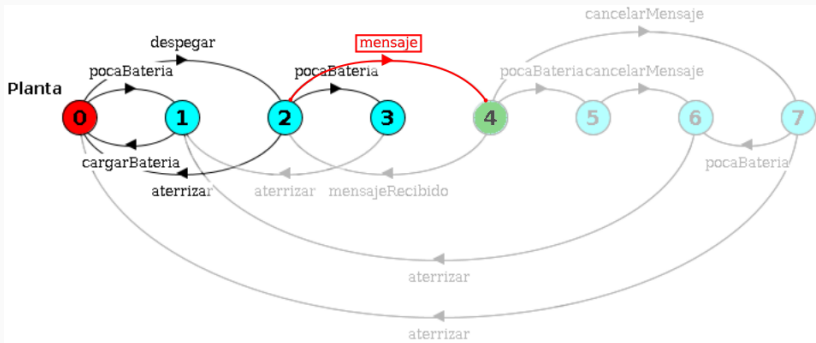 cancelarMensaje
despegar
mensaje
pocaBateria
pocaBateria
pocaBateria
cancelarMensaje
Planta
0
1
2
3
4
5
6
7
cargarBateria
pocaBateria
aterrizar
aterrizar
mensajeRecibido
aterrizar
aterrizar